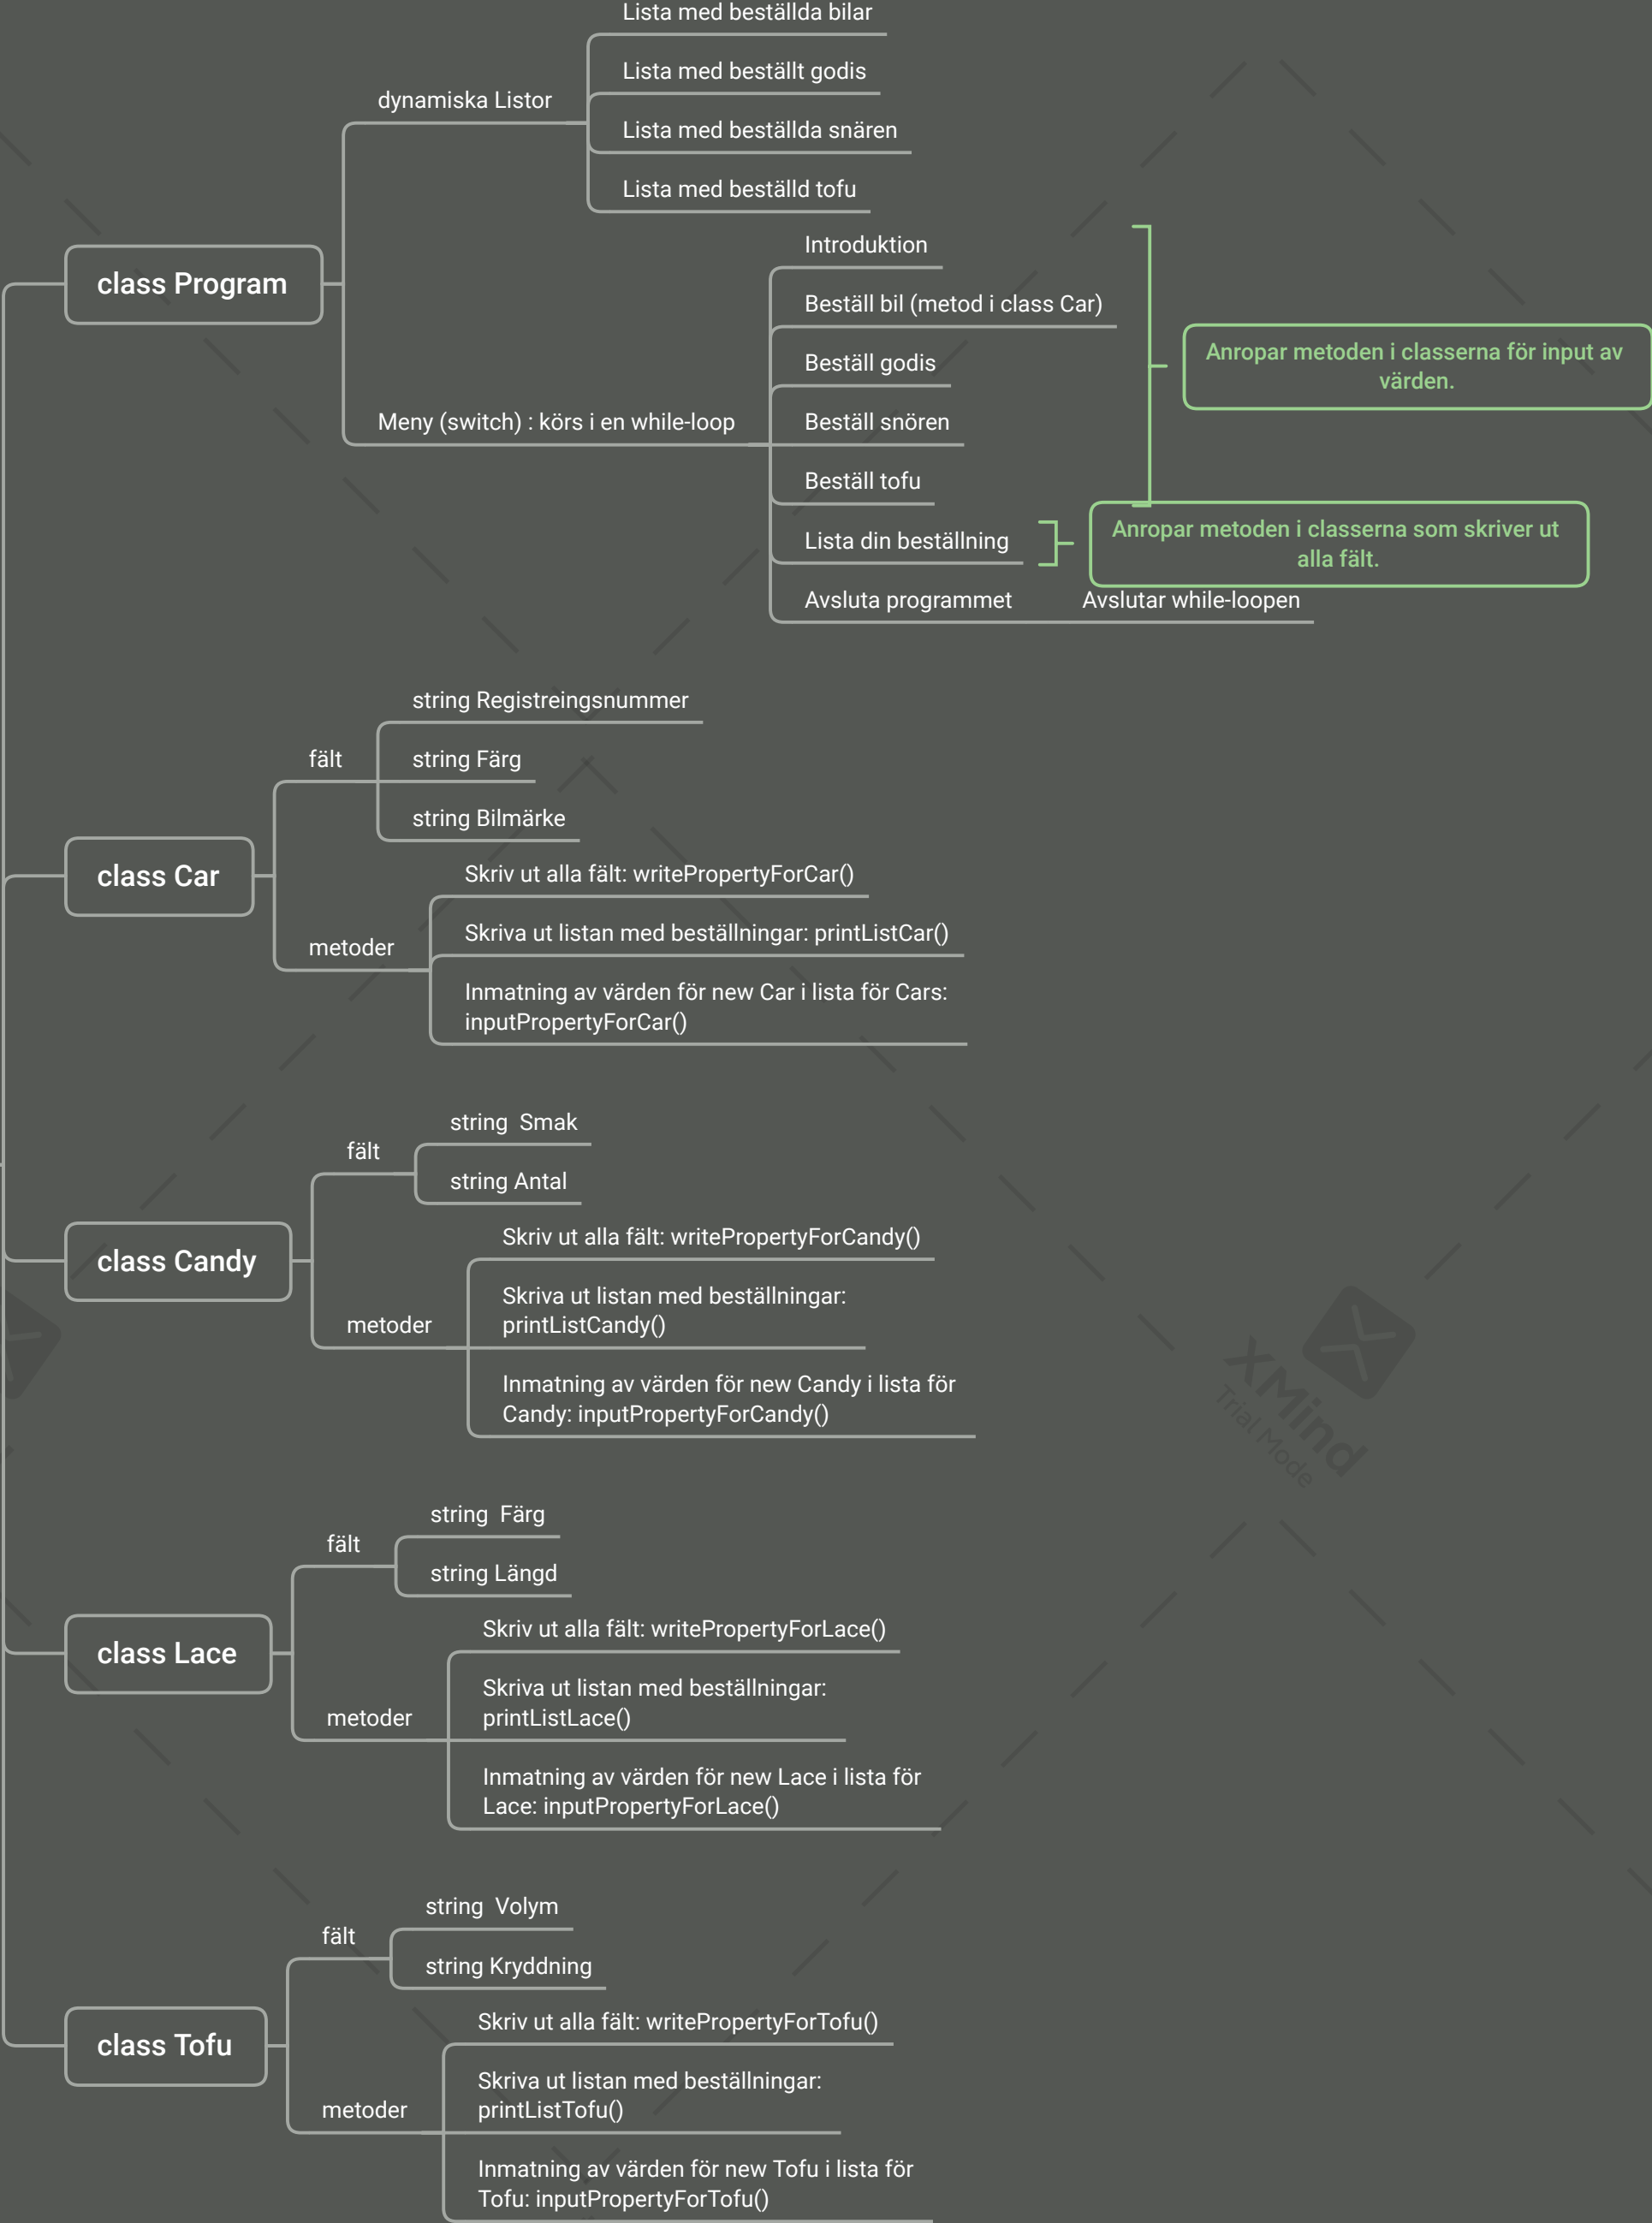 Lista med beställda bilar
Lista med beställt godis
dynamiska Listor
Lista med beställda snären
Lista med beställd tofu
class Program
Introduktion
Beställ bil (metod i class Car)
Anropar metoden i classerna för input av
värden.
Beställ godis
Meny (switch) : körs i en while-loop
Beställ snören
Beställ tofu
Lista din beställning
Anropar metoden i classerna som skriver ut
alla fält.
Avsluta programmet
Avslutar while-loopen
class Car
fält
string Registreingsnummer
string Färg
string Bilmärke
metoder
Skriv ut alla fält: writePropertyForCar()
Skriva ut listan med beställningar: printListCar()
Inmatning av värden för new Car i lista för Cars:
inputPropertyForCar()
class Candy
fält
string  Smak
string Antal
metoder
Skriv ut alla fält: writePropertyForCandy()
Skriva ut listan med beställningar:
printListCandy()
Inmatning av värden för new Candy i lista för
Candy: inputPropertyForCandy()
XMind
Trial Mode
class Lace
fält
string  Färg
string Längd
metoder
Skriv ut alla fält: writePropertyForLace()
Skriva ut listan med beställningar:
printListLace()
Inmatning av värden för new Lace i lista för
Lace: inputPropertyForLace()
class Tofu
fält
string  Volym
string Kryddning
metoder
Skriv ut alla fält: writePropertyForTofu()
Skriva ut listan med beställningar:
printListTofu()
Inmatning av värden för new Tofu i lista för
Tofu: inputPropertyForTofu()